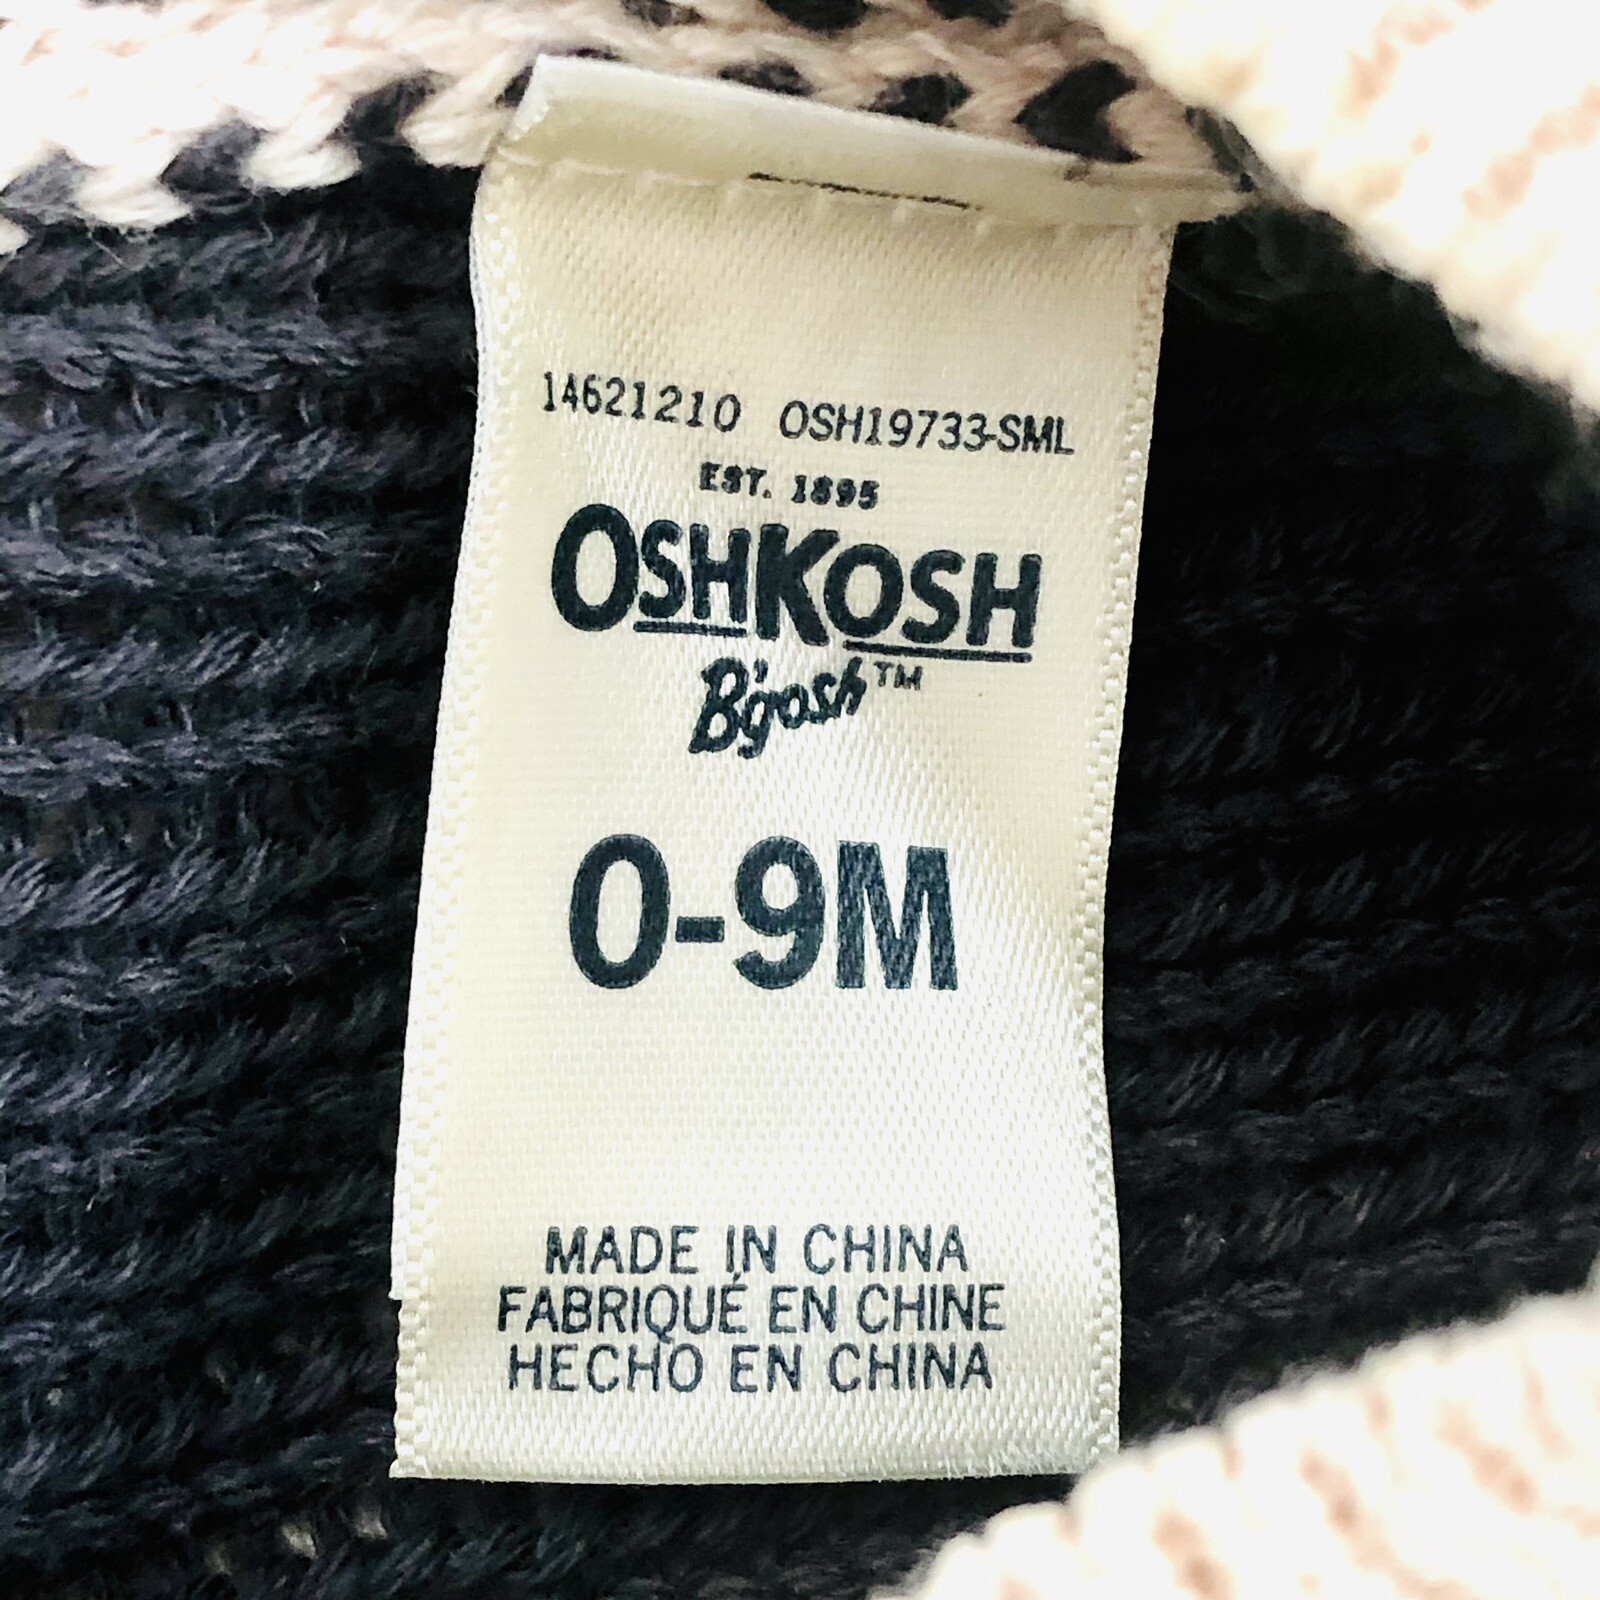 14621210 OSH19733-SML
EST. 1895
OSHKOSH
B'gosh™
0-9M
MADE IN CHINA
FABRIQUÉ EN CHINE
HECHO EN CHINA